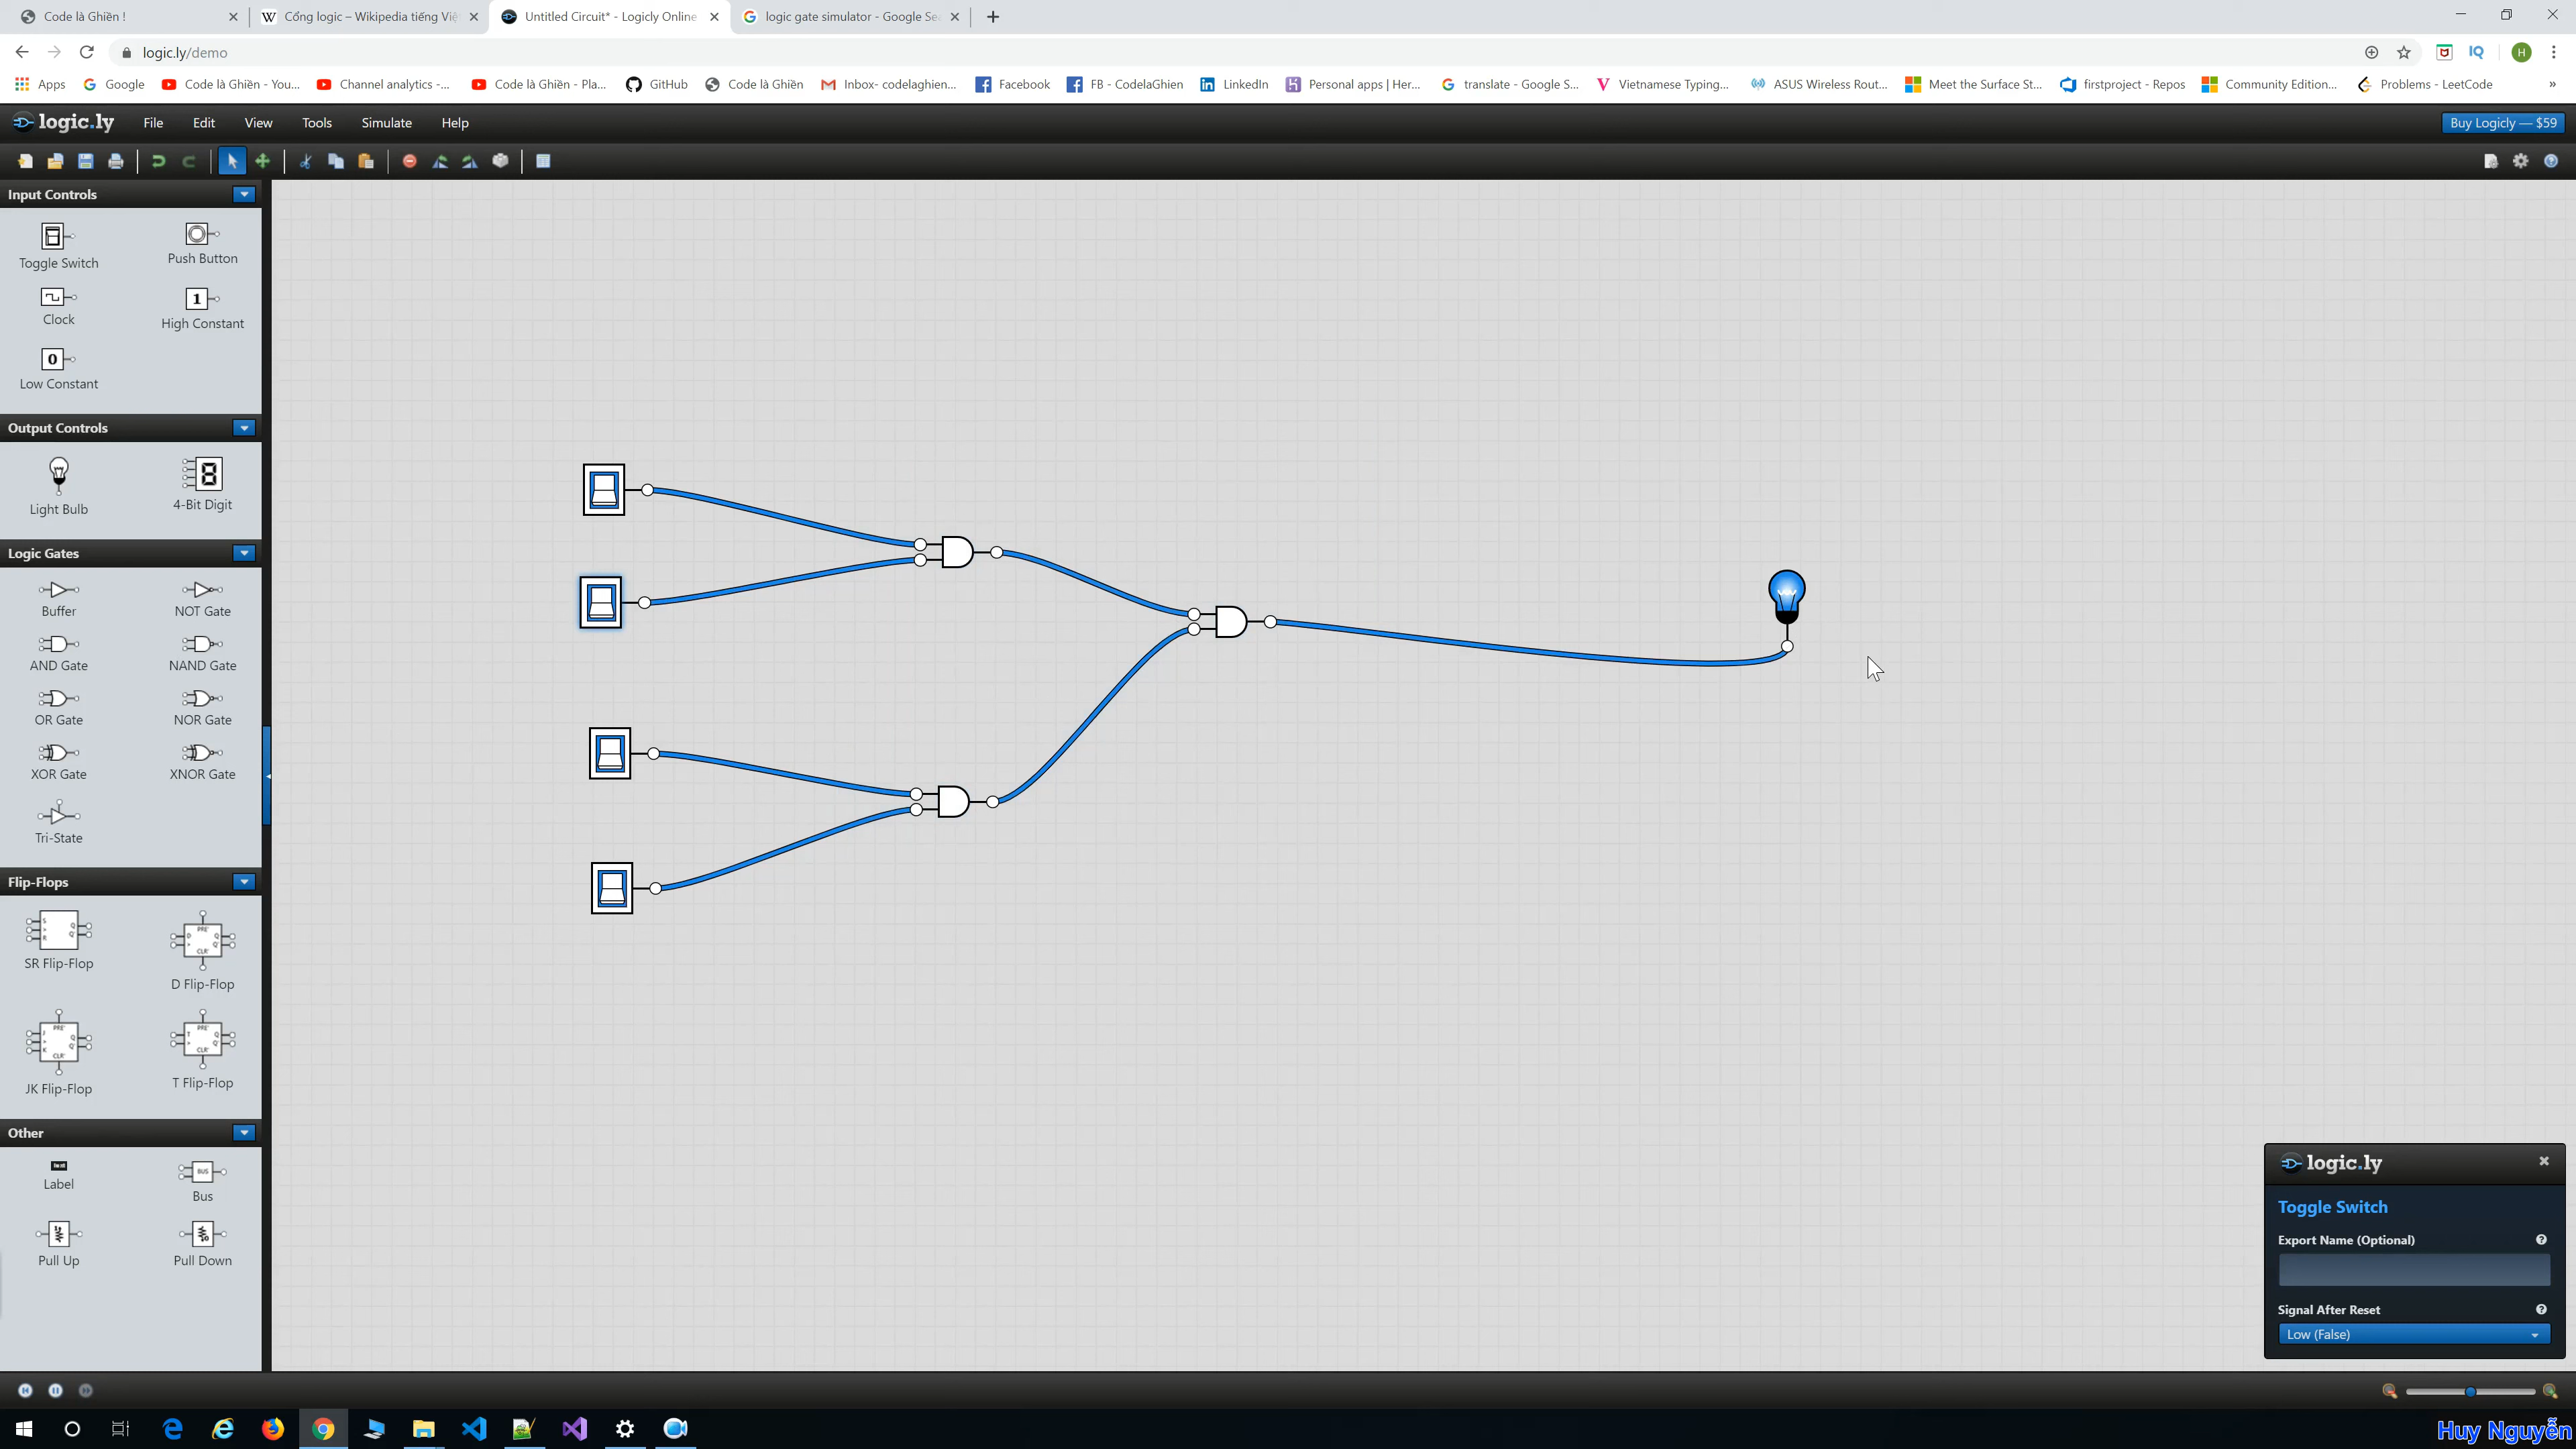 Code là Ghiền !
Cổng logic – Wikipedia tiếng Việ
Untitled Circuit* - Logicly Online
logic gate simulator - Google Se
logic.ly/demo
Apps
Google
Code là Ghiền - You...
Channel analytics -...
Code là Ghiền - Pla...
GitHub
Code là Ghiền
Inbox- codelaghien...
Facebook
FB - CodelaGhien
LinkedIn
Personal apps | Her...
translate - Google S...
Vietnamese Typing...
ASUS Wireless Rout...
Meet the Surface St...
firstproject - Repos
Community Edition...
Problems - LeetCode
logic.ly
File
Edit
View
Tools
Simulate
Help
Buy Logicly — $59
Input Controls
Toggle Switch
Push Button
Clock
1
High Constant
0
Low Constant
Output Controls
Light Bulb
4-Bit Digit
Logic Gates
Buffer
NOT Gate
AND Gate
NAND Gate
OR Gate
NOR Gate
XOR Gate
XNOR Gate
Tri-State
Flip-Flops
SR Flip-Flop
D Flip-Flop
JK Flip-Flop
T Flip-Flop
Other
Label
BUS
Bus
Pull Up
Pull Down
logic.ly
Toggle Switch
Export Name (Optional)
Signal After Reset
Low (False)
Huy Nguyễn